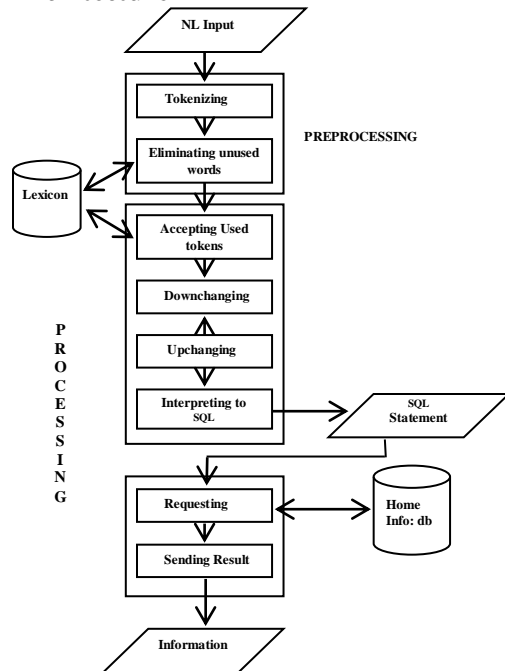 NL Input
Tokenizing
PREPROCESSING
Eliminating unused
words
Lexicon
Accepting Used
tokens
Downchanging
Upchanging
Interpreting to
SQL
SQL
Statement
P
R
O
C
E
S
S
I
N
G
Requesting
Home
Info: db
Sending Result
Information